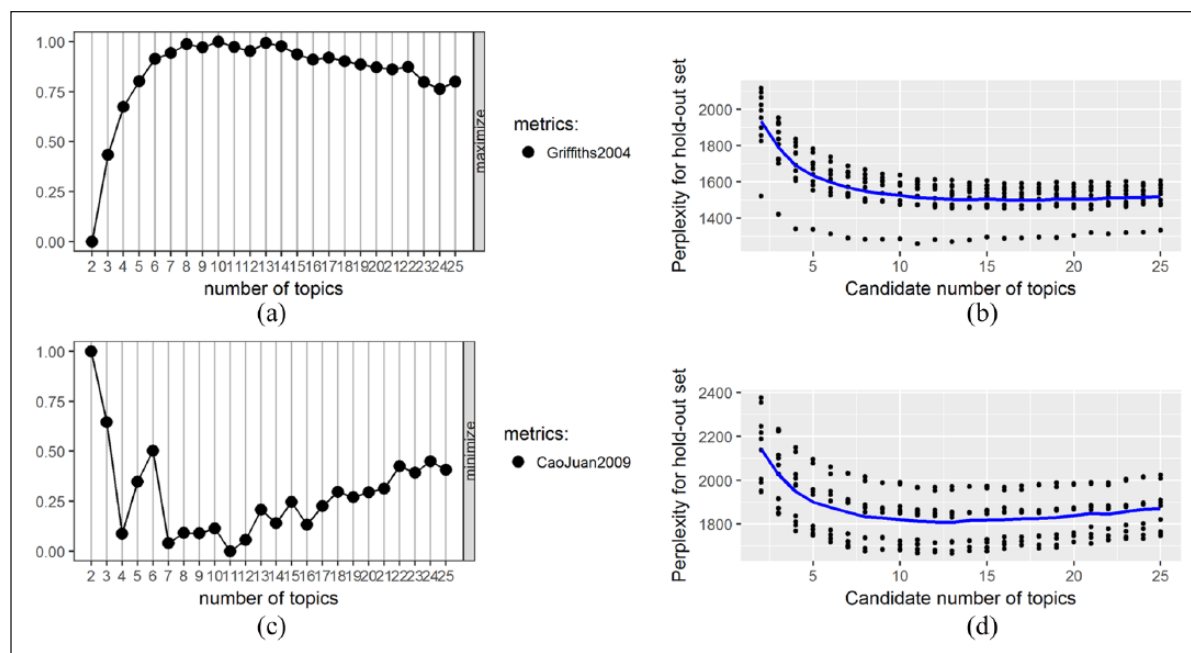 1.00
0.75
0.50
0.25
0.00
maximize
2 3 4 5 6 7 8 9 10 11 12 13 14 15 16 17 18 19 20 21 22 23 24 25
number of topics
metrics:
Griffiths2004
(a)
Perplexity for hold-out set
2000
1800
1600
1400
5 10 15 20 25
Candidate number of topics
(b)
1.00
0.75
0.50
0.25
0.00
minimize
2 3 4 5 6 7 8 9 10 11 12 13 14 15 16 17 18 19 20 21 22 23 24 25
number of topics
metrics:
CaoJuan2009
(c)
Perplexity for hold-out set
2400
2200
2000
1800
5 10 15 20 25
Candidate number of topics
(d)